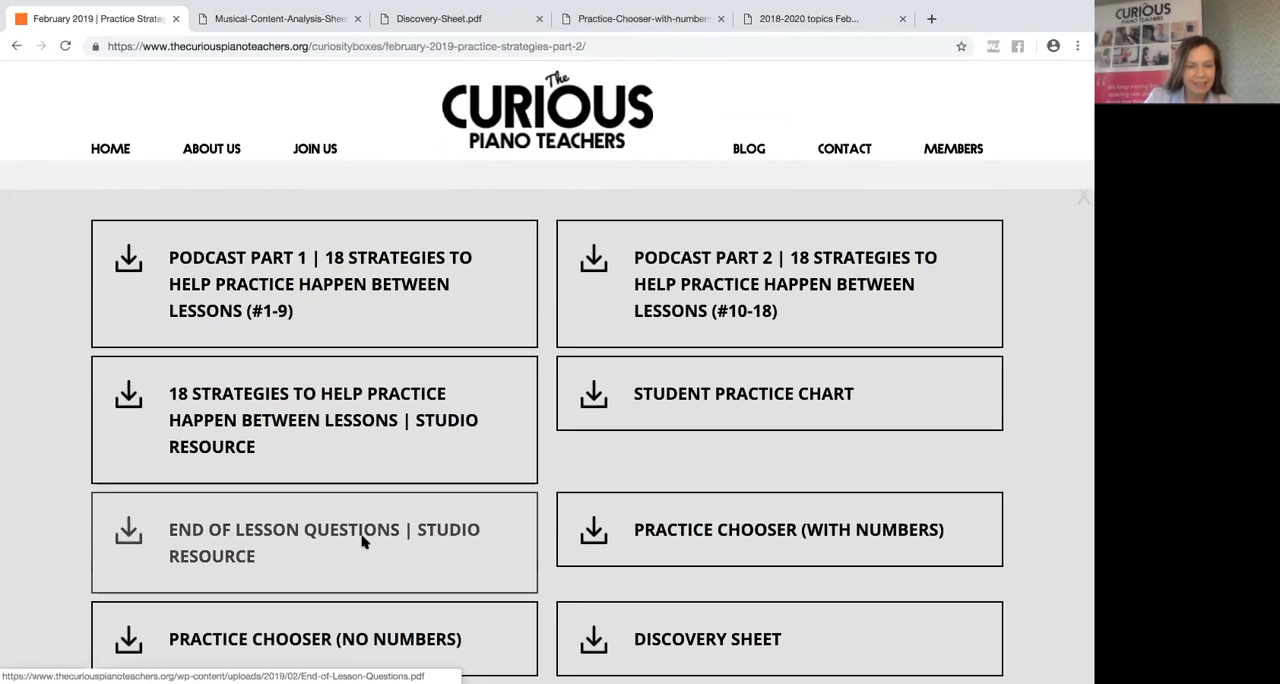 February 2019 | Practice Strate
Musical-Content-Analysis-Shee
Discovery-Sheet.pdf
Practice-Chooser-with-number
2018-2020 topics Feb...
https://www.thecuriouspianoteachers.org/curiosityboxes/february-2019-practice-strategies-part-2/
The
CURIOUS
PIANO TEACHERS
HOME
ABOUT US
JOIN US
BLOG
CONTACT
MEMBERS
X
PODCAST PART 1 | 18 STRATEGIES TO
HELP PRACTICE HAPPEN BETWEEN
LESSONS (#1-9)
PODCAST PART 2 | 18 STRATEGIES TO
HELP PRACTICE HAPPEN BETWEEN
LESSONS (#10-18)
18 STRATEGIES TO HELP PRACTICE
HAPPEN BETWEEN LESSONS | STUDIO
RESOURCE
STUDENT PRACTICE CHART
END OF LESSON QUESTIONS | STUDIO
RESOURCE
PRACTICE CHOOSER (WITH NUMBERS)
PRACTICE CHOOSER (NO NUMBERS)
DISCOVERY SHEET
https://www.thecuriouspianoteachers.org/wp-content/uploads/2019/02/End-of-Lesson-Questions.pdf
CURIOUS
PIANO TEACHERS